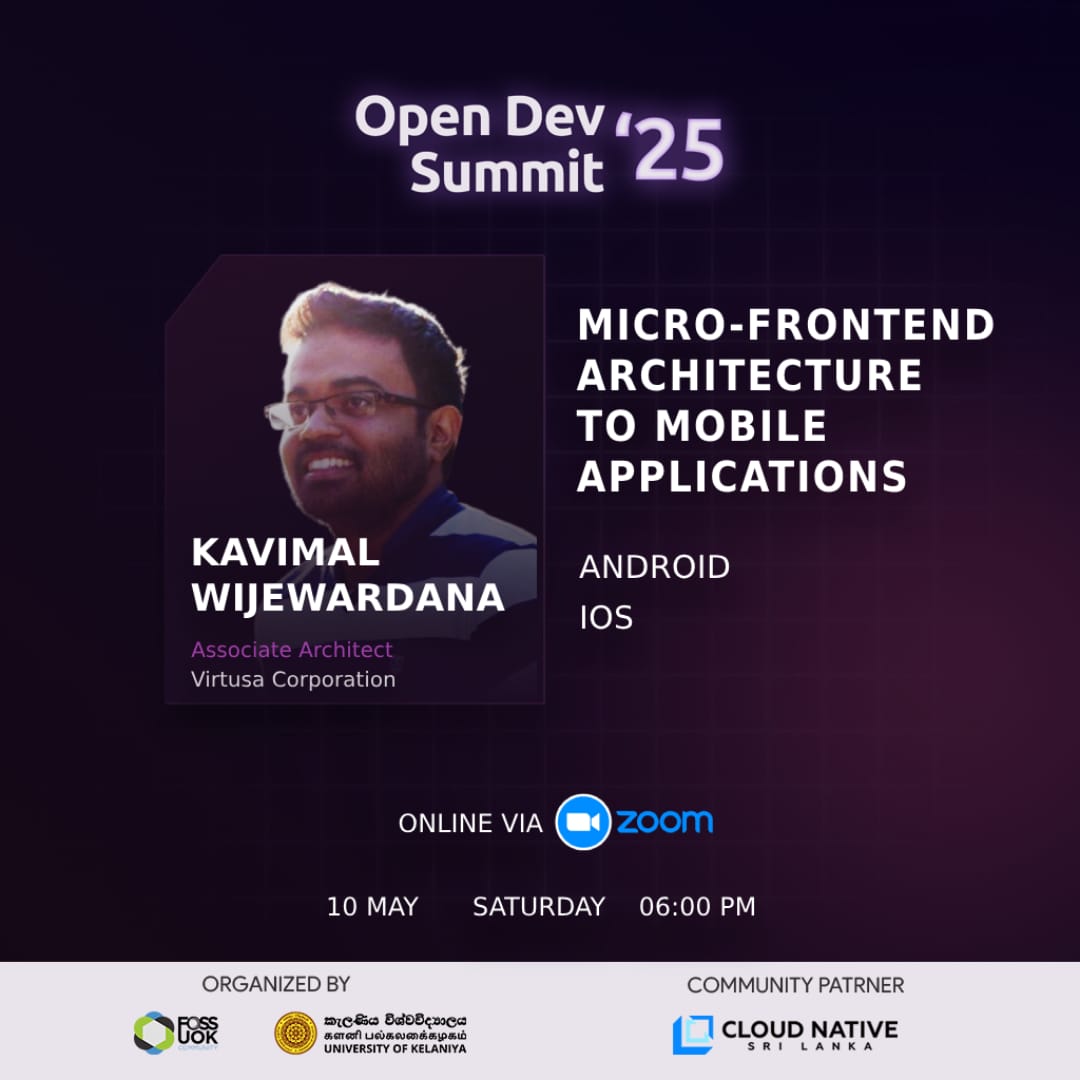 Open Dev
Summit
‘25
MICRO-FRONTEND
ARCHITECTURE
TO MOBILE
APPLICATIONS
ANDROID
IOS
KAVIMAL
WIJEWARDANA
Associate Architect
Virtusa Corporation
ONLINE VIA zoom
10 MAY SATURDAY 06:00 PM
ORGANIZED BY
FOSS
UOK
COMMUNITY
කැලණිය විශ්වවිද්‍යාලය
களனி பல்கலைக்கழகம்
UNIVERSITY OF KELANIYA
COMMUNITY PATRNER
CLOUD NATIVE
SRI LANKA